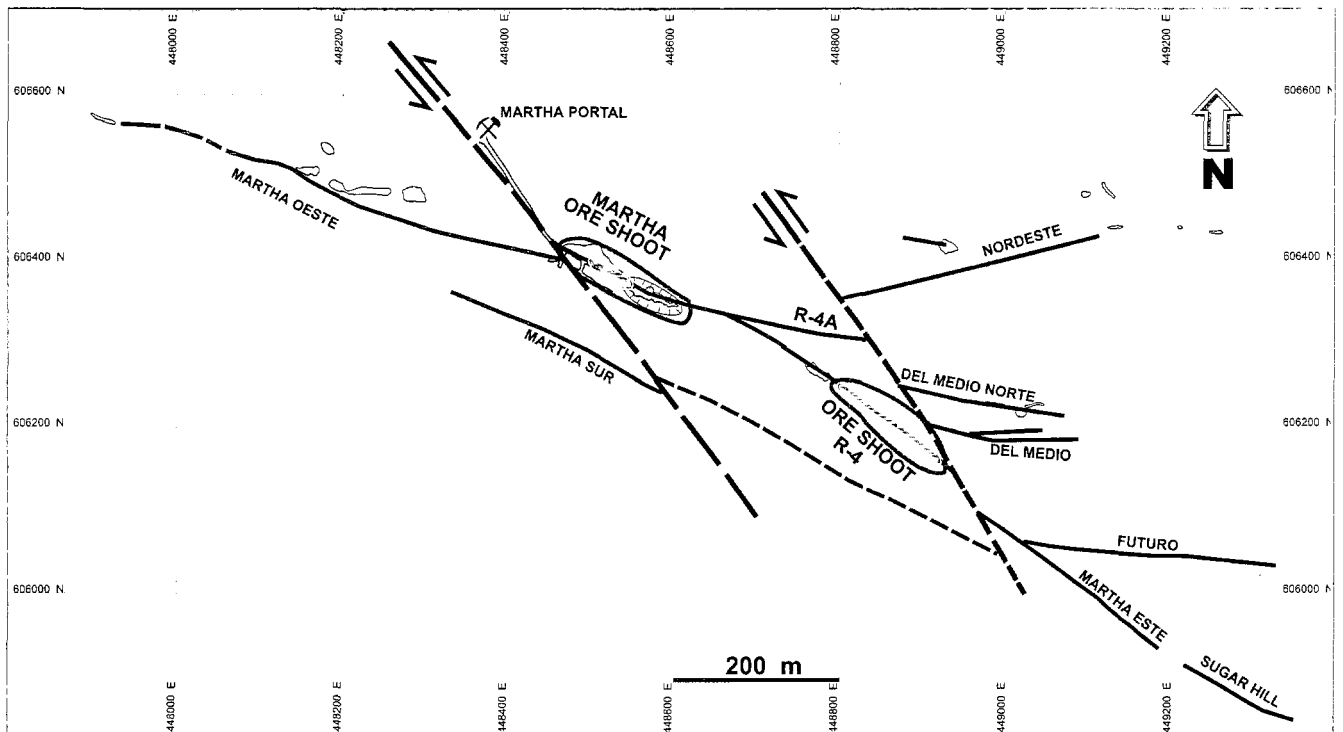 448000 E
448200 E
448400 E
448600 E
448800 E
449000 E
449200 E
606600 N
606600 N
MARTHA PORTAL
N
MARTHA OESTE
MARTHA
ORE SHOOT
NORDESTE
606400 N
606400 N
R-4A
MARTHA SUR
DEL MEDIO NORTE
ORE SHOOT
R-4
606200 N
606200 N
DEL MEDIO
FUTURO
606000 N
606000 N
MARTHA ESTE
200 m
SUGAR HILL
448000 E
448200 E
448400 E
448600 E
448800 E
449000 E
449200 E